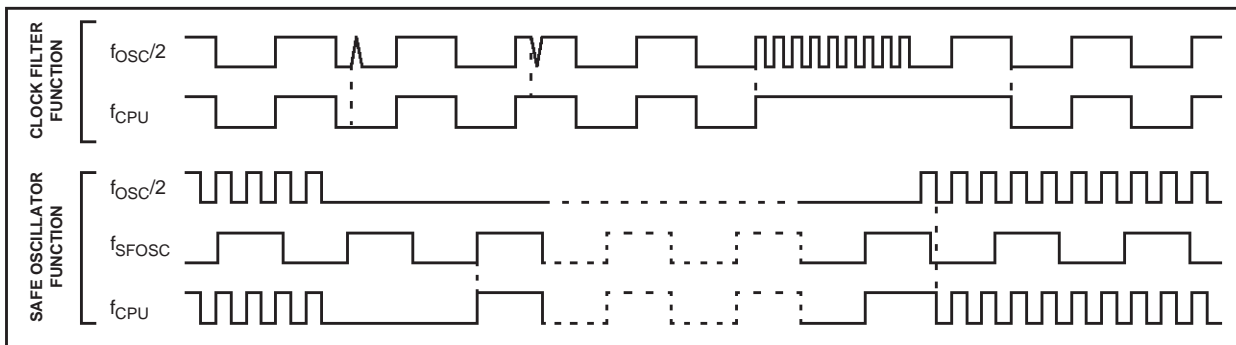 CLOCK FILTER
FUNCTION
fOSC/2
fCPU
SAFE OSCILLATOR
FUNCTION
fOSC/2
fSFOSC
fCPU